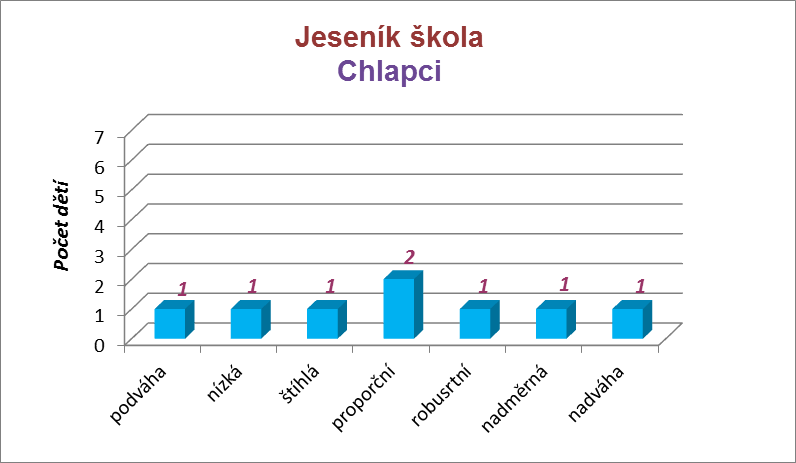 Jeseník škola
Chlapci
Počet dětí
7
6
5
4
3
2
1
0
1
1
1
2
1
1
1
podváha
nízká
štíhlá
proporční
robusrtní
nadměrná
nadváha